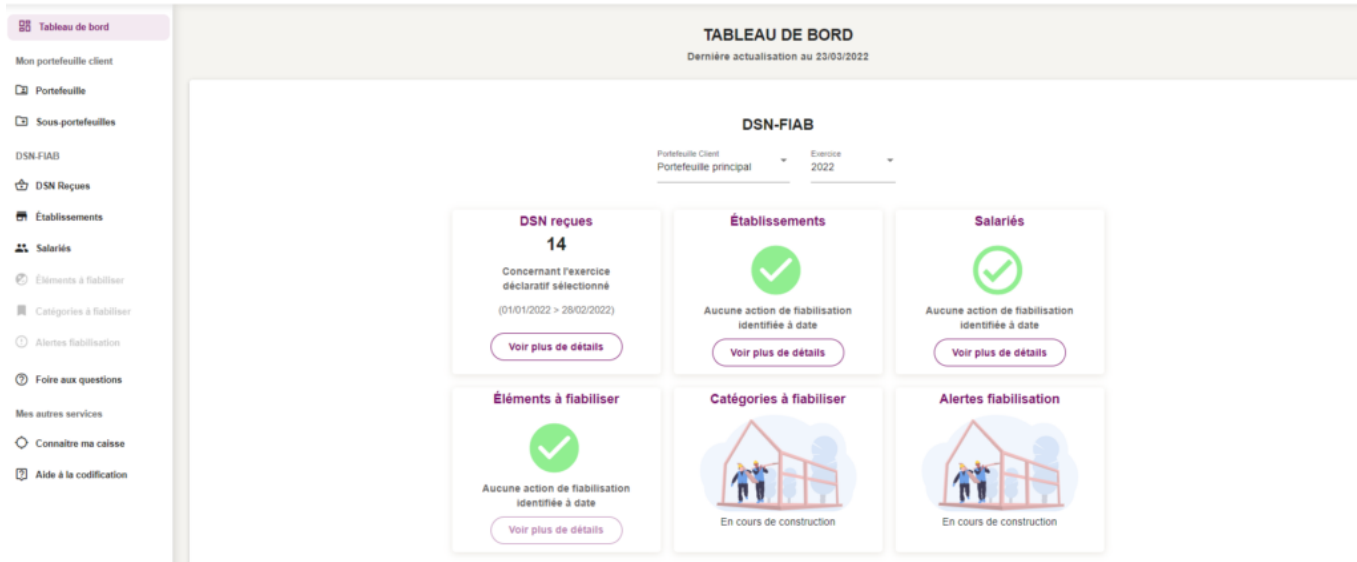 Tableau de bord
Mon portefeuille client
Portefeuille
Sous-portefeuilles
DSN-FIAB
DSN Reçues
Établissements
Salariés
Éléments à fiabiliser
Catégories à fiabiliser
Alertes fiabilisation
Foire aux questions
Mes autres services
Connaitre ma caisse
Aide à la codification
TABLEAU DE BORD
Dernière actualisation au 23/03/2022
DSN-FIAB
Portefeuille Client
Portefeuille principal
Exercice
2022
DSN reçues
14
Concernant l'exercice
déclaratif sélectionné
(01/01/2022 > 28/02/2022)
Voir plus de détails
Établissements
Aucune action de fiabilisation
identifiée à date
Voir plus de détails
Salariés
Aucune action de fiabilisation
identifiée à date
Voir plus de détails
Éléments à fiabiliser
Aucune action de fiabilisation
identifiée à date
Voir plus de détails
Catégories à fiabiliser
En cours de construction
Alertes fiabilisation
En cours de construction